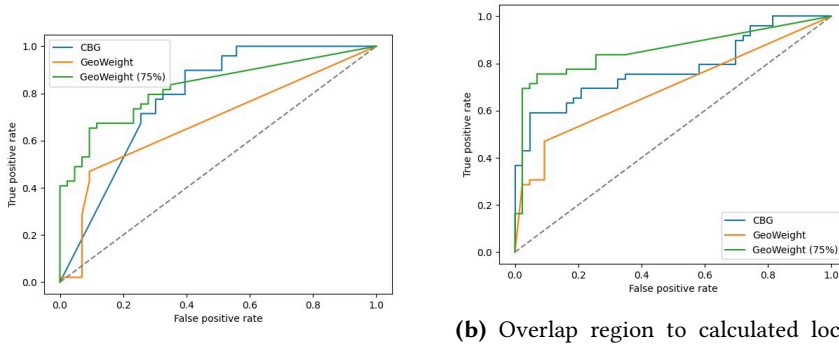 CBG
GeoWeight
GeoWeight (75%)
1.0
0.8
0.6
0.4
0.2
0.0
True positive rate
0.0 0.2 0.4 0.6 0.8 1.0
False positive rate
1.0
0.8
0.6
0.4
0.2
0.0
True positive rate
CBG
GeoWeight
GeoWeight (75%)
0.0 0.2 0.4 0.6 0.8 1.0
False positive rate
(b) Overlap region to calculated loc